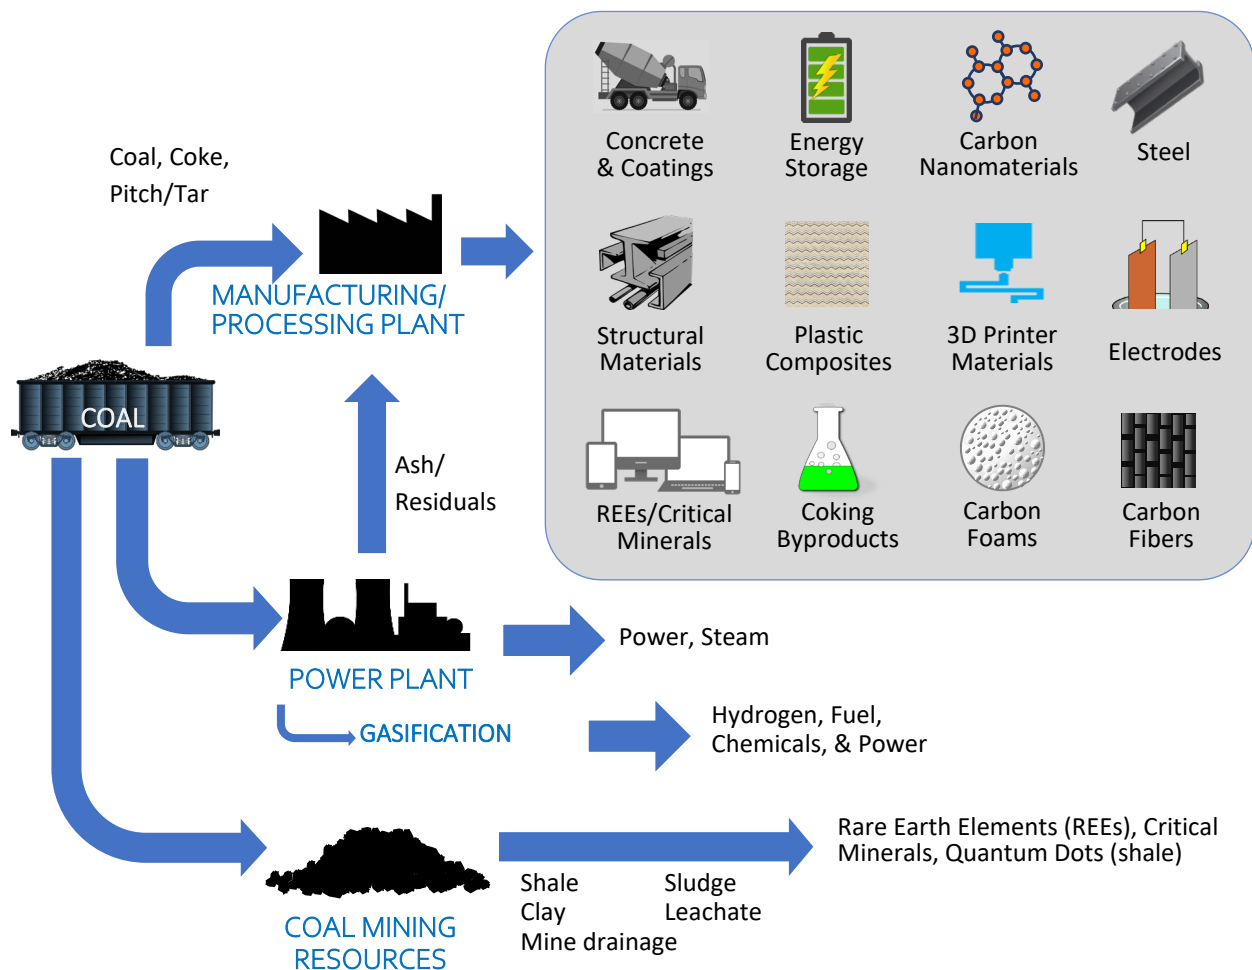 Coal, Coke,
Pitch/Tar
MANUFACTURING/
PROCESSING PLANT
COAL
Ash/
Residuals
Concrete
& Coatings
Energy
Storage
Carbon
Nanomaterials
Steel
Structural
Materials
Plastic
Composites
3D Printer
Materials
Electrodes
REEs/Critical
Minerals
Coking
Byproducts
Carbon
Foams
Carbon
Fibers
POWER PLANT
Power, Steam
GASIFICATION
Hydrogen, Fuel,
Chemicals, & Power
COAL MINING
RESOURCES
Shale
Clay
Mine drainage
Sludge
Leachate
Rare Earth Elements (REEs), Critical
Minerals, Quantum Dots (shale)